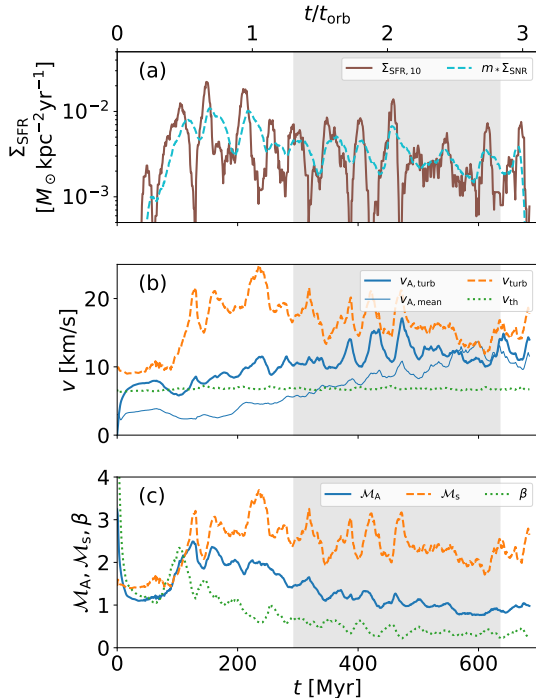 t/t_orb
0 1 2 3
(a) Σ_SFR, 10 m_* Σ_SNR
10^−2
10^−3
Σ_SFR
[M_⊙ kpc^−2 yr^−1]
(b) v_A, turb v_turb
v_A, mean v_th
20
10
0
v [km/s]
(c) ℳ_A ℳ_s β
4
3
2
1
0
ℳ_A, ℳ_s, β
0 200 400 600
t [Myr]